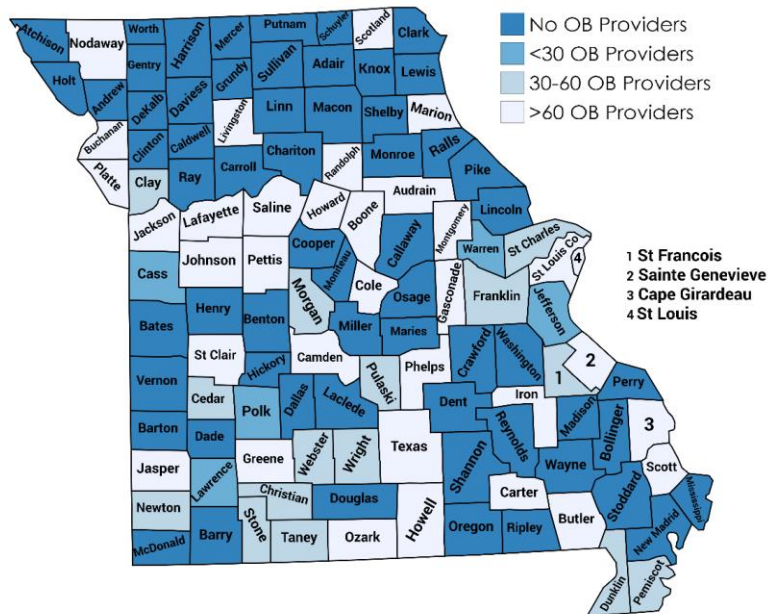 No OB Providers
<30 OB Providers
30-60 OB Providers
>60 OB Providers
Atchison
Nodaway
Worth
Harrison
Mercer
Putnam
Schuyler
Scotland
Clark
Holt
Gentry
Andrew
DeKalb
Daviess
Grundy
Sullivan
Adair
Knox
Lewis
Buchanan
Clinton
Caldwell
Livingston
Linn
Macon
Shelby
Marion
Platte
Clay
Ray
Carroll
Chariton
Randolph
Monroe
Ralls
Pike
Jackson
Lafayette
Saline
Howard
Boone
Audrain
Callaway
Montgomery
Lincoln
Warren
St Charles
St Louis Co
4
Cass
Johnson
Pettis
Cooper
Moniteau
Cole
Osage
Gasconade
Franklin
Jefferson
1 St Francois
2 Sainte Genevieve
3 Cape Girardeau
4 St Louis
Bates
Henry
Benton
Morgan
Miller
Maries
Crawford
Washington
1
2
St Clair
Hickory
Camden
Pulaski
Phelps
Iron
Perry
Vernon
Cedar
Polk
Dallas
Laclede
Dent
Reynolds
Madison
Bollinger
3
Barton
Dade
Greene
Webster
Wright
Texas
Shannon
Wayne
Scott
Jasper
Lawrence
Christian
Douglas
Carter
Butler
Stoddard
Mississippi
Newton
Stone
Taney
Ozark
Howell
Oregon
Ripley
New Madrid
McDonald
Barry
Dunklin
Pemiscot